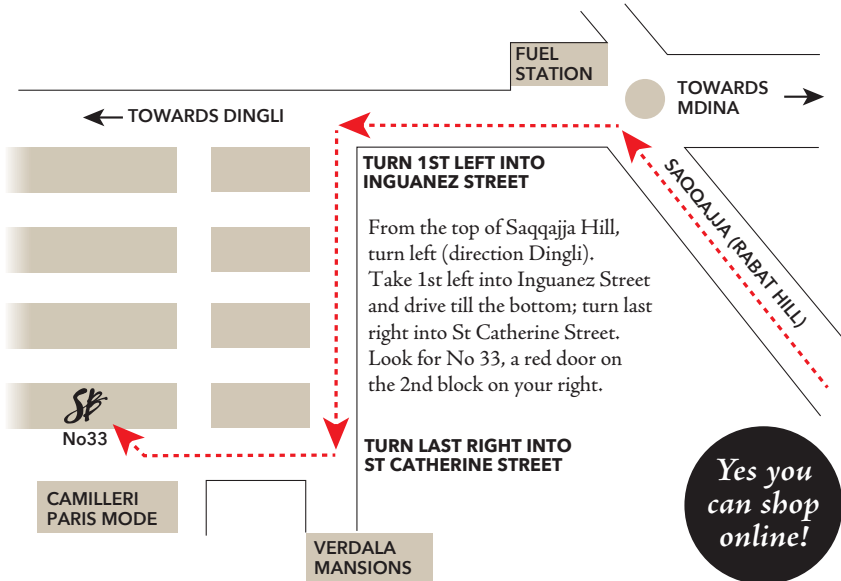 FUEL
STATION
TOWARDS
MDINA
TOWARDS DINGLI
SAQQAJJA (RABAT HILL)
TURN 1ST LEFT INTO
INGUANEZ STREET
From the top of Saqqajja Hill,
turn left (direction Dingli).
Take 1st left into Inguanez Street
and drive till the bottom; turn last
right into St Catherine Street.
Look for No 33, a red door on
the 2nd block on your right.
SB
No33
TURN LAST RIGHT INTO
ST CATHERINE STREET
CAMILLERI
PARIS MODE
VERDALA
MANSIONS
Yes you
can shop
online!